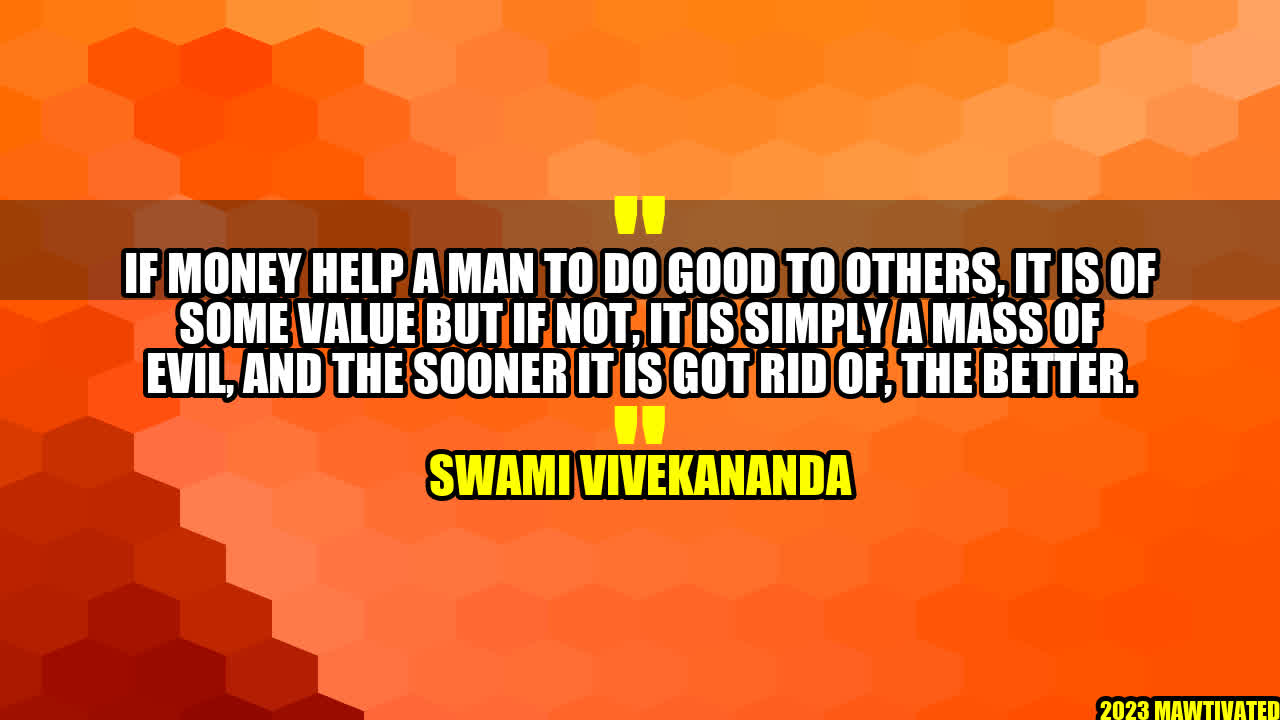 "
IF MONEY HELP A MAN TO DO GOOD TO OTHERS, IT IS OF
SOME VALUE BUT IF NOT, IT IS SIMPLY A MASS OF
EVIL, AND THE SOONER IT IS GOT RID OF, THE BETTER.
"
SWAMI VIVEKANANDA
2023 MAWTIVATED